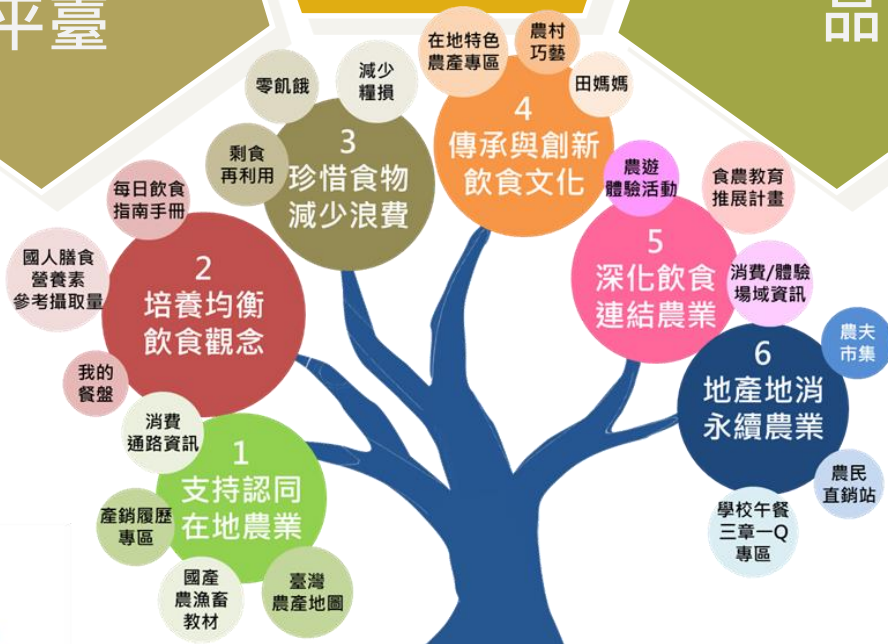 平臺
品
1
支持認同
在地農業
消費
通路資訊
產銷履歷
專區
國產
農漁畜
教材
臺灣
農產地圖
2
培養均衡
飲食觀念
每日飲食
指南手冊
國人膳食
營養素
參考攝取量
我的
餐盤
3
珍惜食物
減少浪費
零飢餓
減少
糧損
剩食
再利用
4
傳承與創新
飲食文化
在地特色
農產專區
農村
巧藝
田媽媽
5
深化飲食
連結農業
農遊
體驗活動
食農教育
推展計畫
消費/體驗
場域資訊
6
地產地消
永續農業
農夫
市集
農民
直銷站
學校午餐
三章一Q
專區